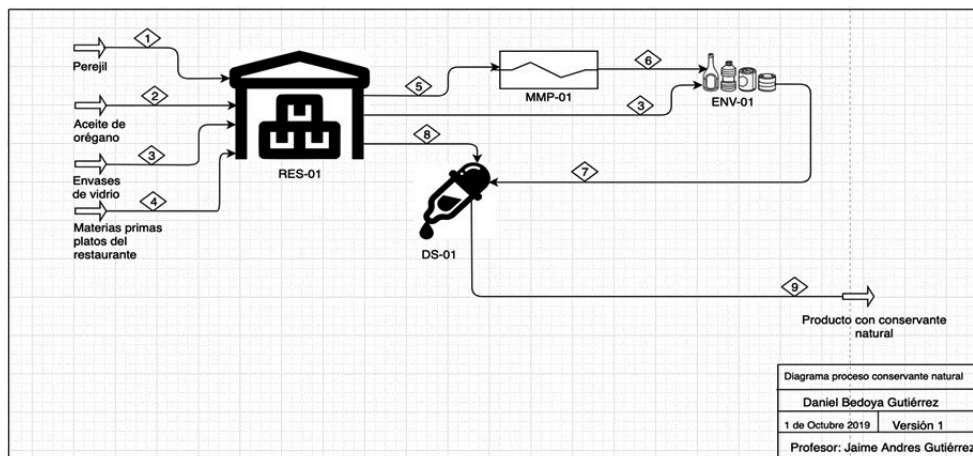 1
Perejil
2
Aceite de
orégano
3
Envases
de vidrio
4
Materias primas
platos del
restaurante
RES-01
5
MMP-01
6
3
ENV-01
8
7
DS-01
9
Producto con conservante
natural
Diagrama proceso conservante natural
Daniel Bedoya Gutiérrez
1 de Octubre 2019
Versión 1
Profesor: Jaime Andres Gutiérrez